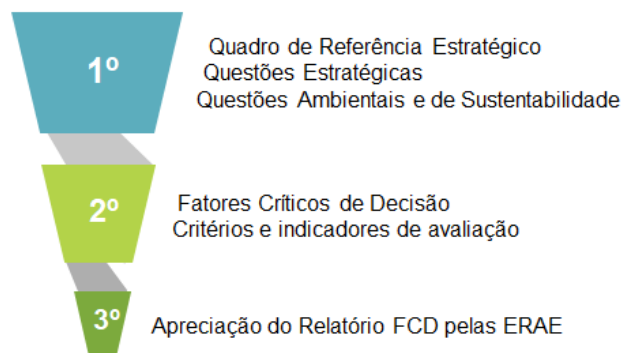 1º
Quadro de Referência Estratégico
Questões Estratégicas
Questões Ambientais e de Sustentabilidade
2º
Fatores Críticos de Decisão
Critérios e indicadores de avaliação
3º
Apreciação do Relatório FCD pelas ERAE